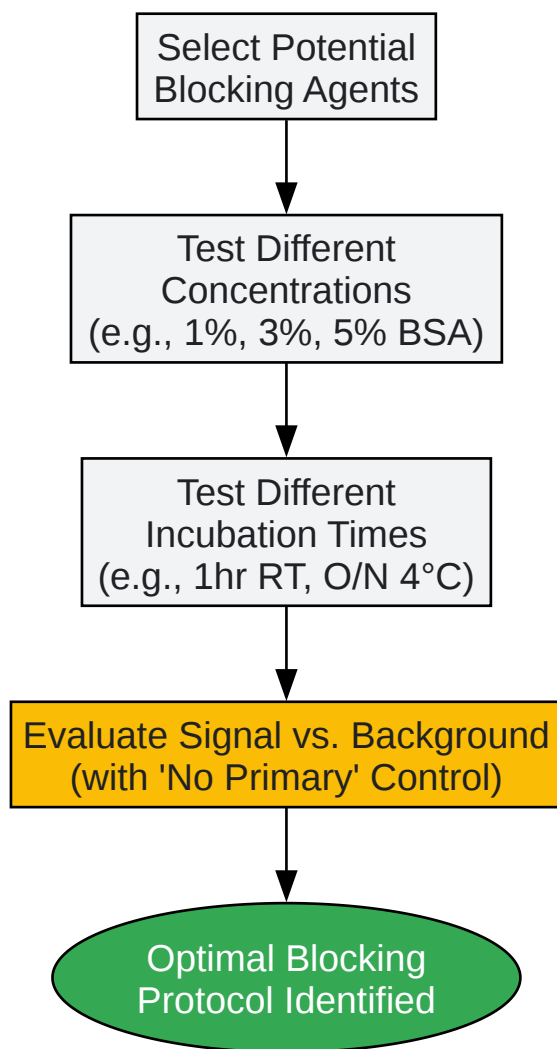 Select Potential
Blocking Agents
Test Different
Concentrations
(e.g., 1%, 3%, 5% BSA)
Test Different
Incubation Times
(e.g., 1hr RT, O/N 4°C)
Evaluate Signal vs. Background
(with 'No Primary' Control)
Optimal Blocking
Protocol Identified